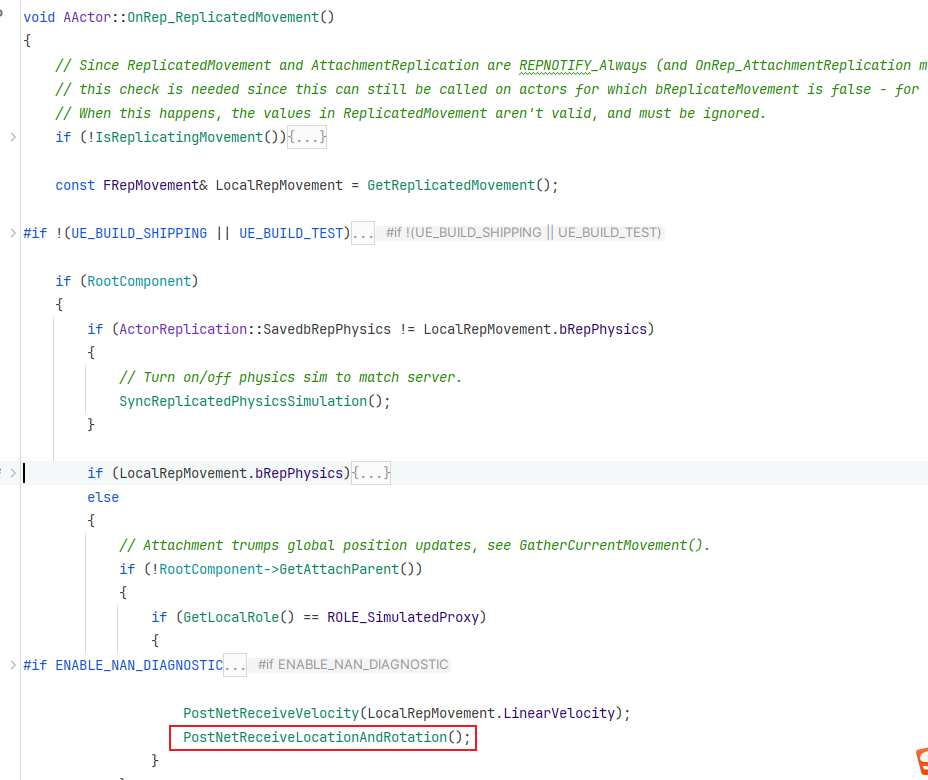 void AActor::OnRep_ReplicatedMovement()
{
// Since ReplicatedMovement and AttachmentReplication are REPNOTIFY_Always (and OnRep_AttachmentReplication m
// this check is needed since this can still be called on actors for which bReplicateMovement is false - for
// When this happens, the values in ReplicatedMovement aren't valid, and must be ignored.
if (!IsReplicatingMovement()){...}
const FRepMovement& LocalRepMovement = GetReplicatedMovement();
#if !(UE_BUILD_SHIPPING || UE_BUILD_TEST)... #if !(UE_BUILD_SHIPPING || UE_BUILD_TEST)
if (RootComponent)
{
if (ActorReplication::SavedbRepPhysics != LocalRepMovement.bRepPhysics)
{
// Turn on/off physics sim to match server.
SyncReplicatedPhysicsSimulation();
}
if (LocalRepMovement.bRepPhysics){...}
else
{
// Attachment trumps global position updates, see GatherCurrentMovement().
if (!RootComponent->GetAttachParent())
{
if (GetLocalRole() == ROLE_SimulatedProxy)
{
#if ENABLE_NAN_DIAGNOSTIC... #if ENABLE_NAN_DIAGNOSTIC
PostNetReceiveVelocity(LocalRepMovement.LinearVelocity);
PostNetReceiveLocationAndRotation();
}